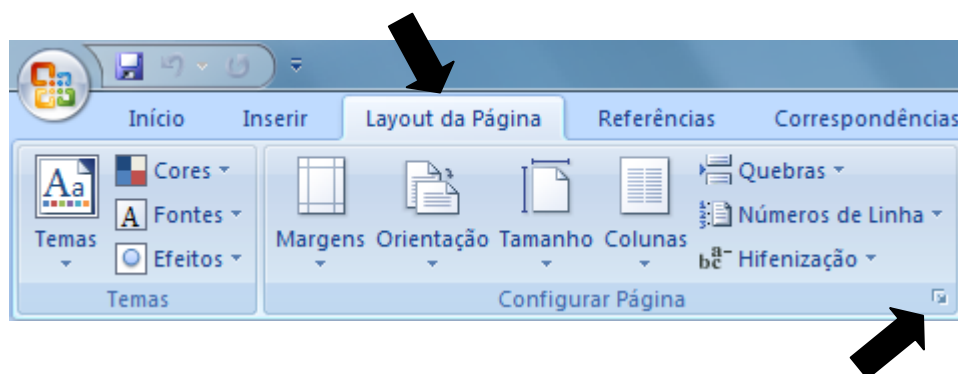 Início Inserir Layout da Página Referências Correspondências
Aa Cores
A Fontes
Temas Efeitos
Margens Orientação Tamanho Colunas
Quebras
Números de Linha
Hifenização
Temas Configurar Página